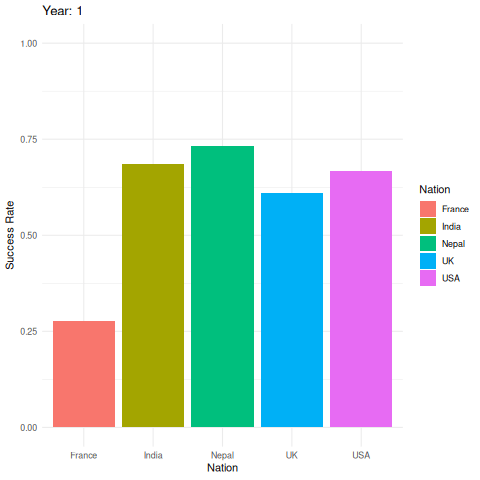 Year: 1
1.00
0.75
0.50
0.25
0.00
Success Rate
France India Nepal UK USA
Nation
Nation
France
India
Nepal
UK
USA